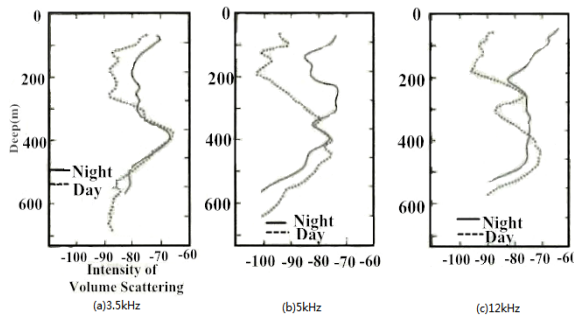 0
200
400
600
Deep(m)
Night
Day
-100 -90 -80 -70 -60
Intensity of
Volume Scattering
(a)3.5kHz
0
200
400
600
Night
Day
-100 -90 -80 -70 -60
(b)5kHz
0
200
400
600
Night
Day
-100 -90 -80 -70 -60
(c)12kHz